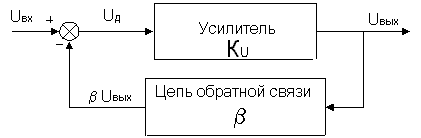 Uвх
+
−
Uд
Усилитель
KU
Uвых
β Uвых
Цепь обратной связи
β